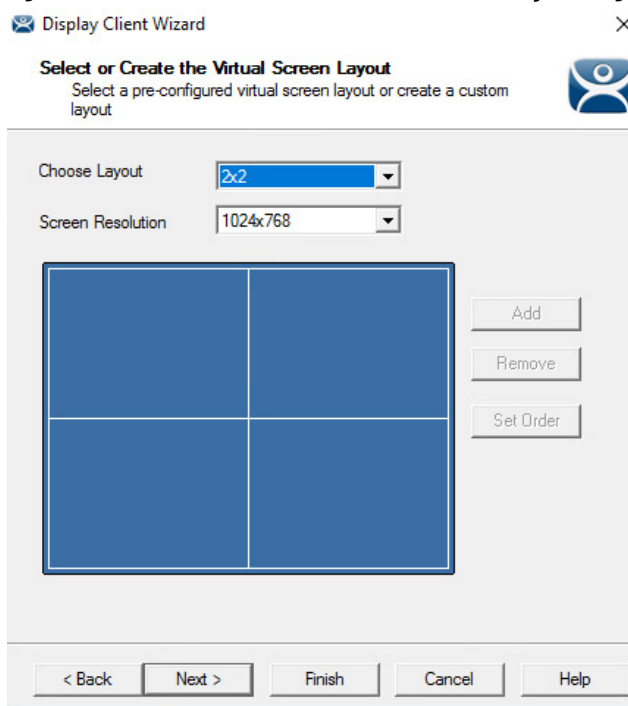 Display Client Wizard
Select or Create the Virtual Screen Layout
Select a pre-configured virtual screen layout or create a custom
layout
Choose Layout 2x2
Screen Resolution 1024x768
Add
Remove
Set Order
< Back Next > Finish Cancel Help